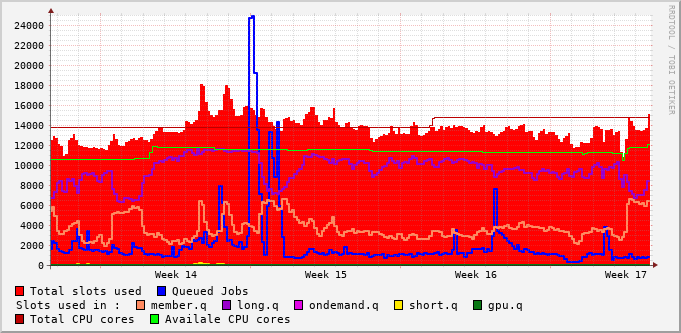 24000
22000
20000
18000
16000
14000
12000
10000
8000
6000
4000
2000
0
Week 14 Week 15 Week 16 Week 17
Total slots used Queued Jobs
Slots used in : member.q long.q ondemand.q short.q gpu.q
Total CPU cores Availale CPU cores
RRDTOOL / TOBI OETIKER